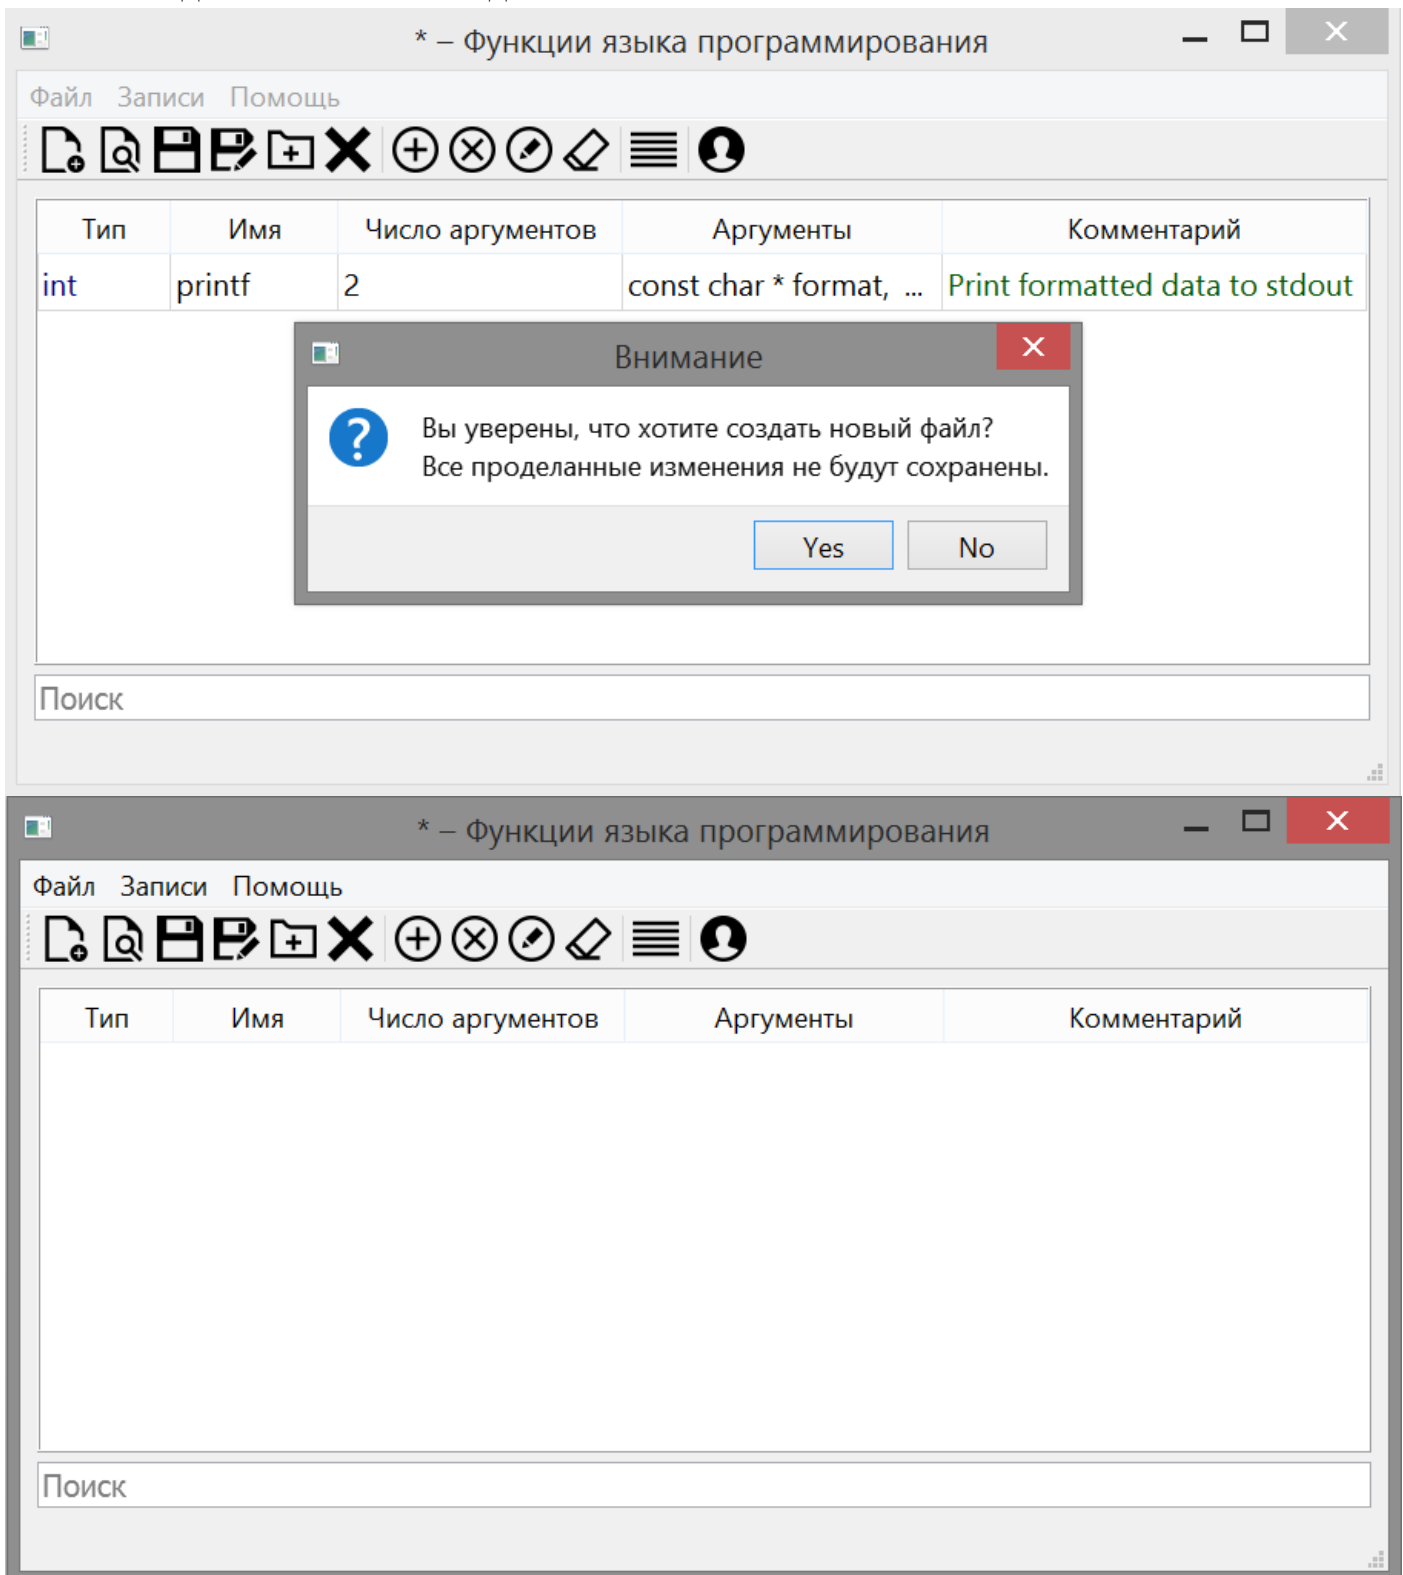 * – Функции языка программирования
Файл Записи Помощь
Тип Имя Число аргументов Аргументы Комментарий
int printf 2 const char * format, ... Print formatted data to stdout
Внимание
Вы уверены, что хотите создать новый файл?
Все проделанные изменения не будут сохранены.
Yes No
Поиск
* – Функции языка программирования
Файл Записи Помощь
Тип Имя Число аргументов Аргументы Комментарий
Поиск